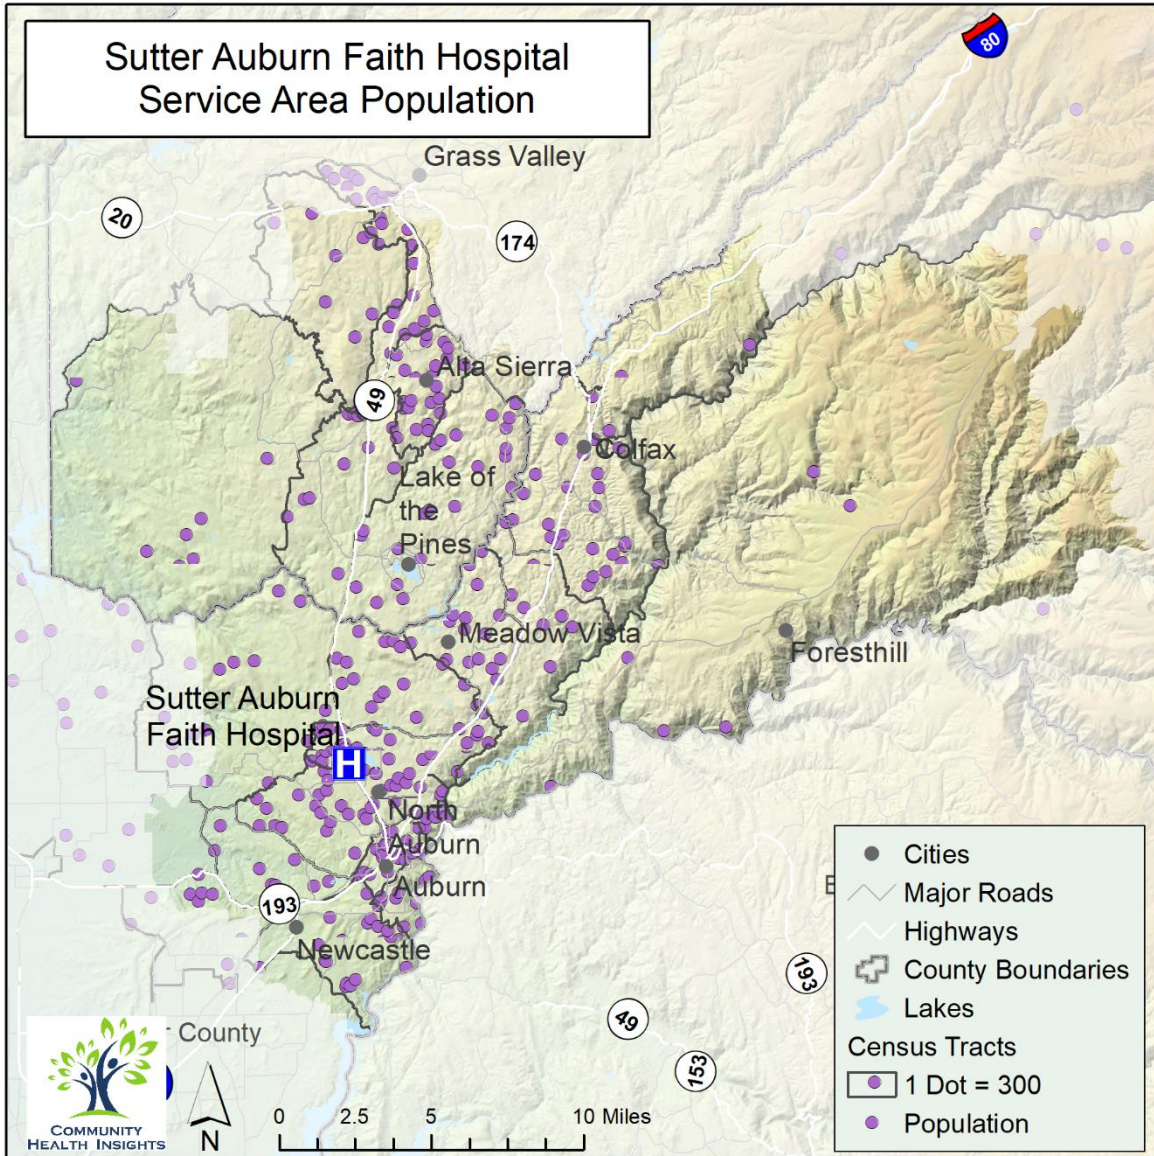 Sutter Auburn Faith Hospital
Service Area Population
80
Grass Valley
20
174
Alta Sierra
49
Colfax
Lake of
the
Pines
Meadow Vista
Foresthill
Sutter Auburn
Faith Hospital
H
North
Auburn
Auburn
193
Newcastle
193
49
153
County
COMMUNITY
HEALTH INSIGHTS
N
0 2.5 5 10 Miles
Cities
Major Roads
Highways
County Boundaries
Lakes
Census Tracts
1 Dot = 300
Population